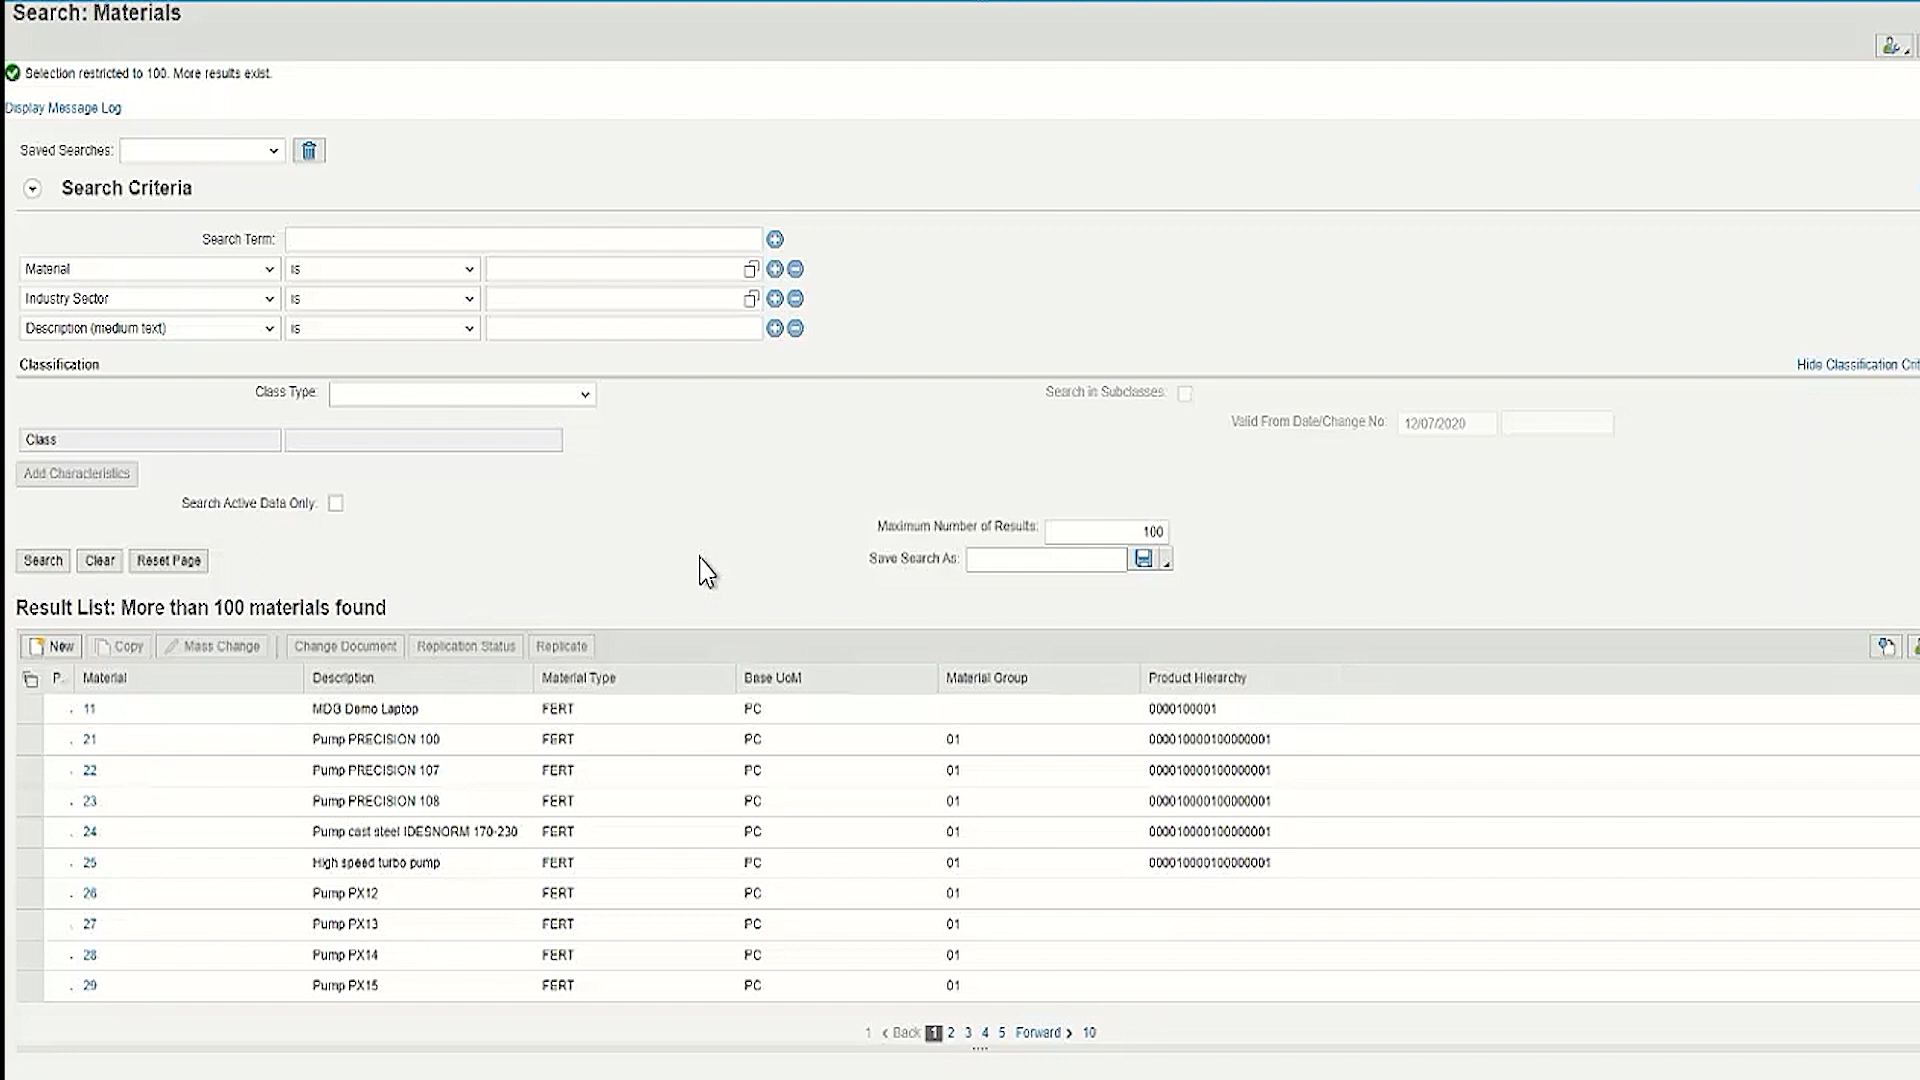 Search: Materials
Selection restricted to 100. More results exist.
Display Message Log
Saved Searches:
Search Criteria
Search Term:
Material is
Industry Sector is
Description (medium text) is
Classification Hide Classification Crit
Class Type: Search in Subclasses:
Valid From Date/Change No: 12/07/2020
Class
Add Characteristics
Search Active Data Only:
Maximum Number of Results: 100
Search Clear Reset Page Save Search As:
Result List: More than 100 materials found
New Copy Mass Change Change Document Replication Status Replicate
P.. Material Description Material Type Base UoM Material Group Product Hierarchy
11 MDG Demo Laptop FERT PC 0000100001
21 Pump PRECISION 100 FERT PC 01 000010000100000001
22 Pump PRECISION 107 FERT PC 01 000010000100000001
23 Pump PRECISION 108 FERT PC 01 000010000100000001
24 Pump cast steel IDESNORM 170-230 FERT PC 01 000010000100000001
25 High speed turbo pump FERT PC 01 000010000100000001
26 Pump PX12 FERT PC 01
27 Pump PX13 FERT PC 01
28 Pump PX14 FERT PC 01
29 Pump PX15 FERT PC 01
1 Back 1 2 3 4 5 Forward 10